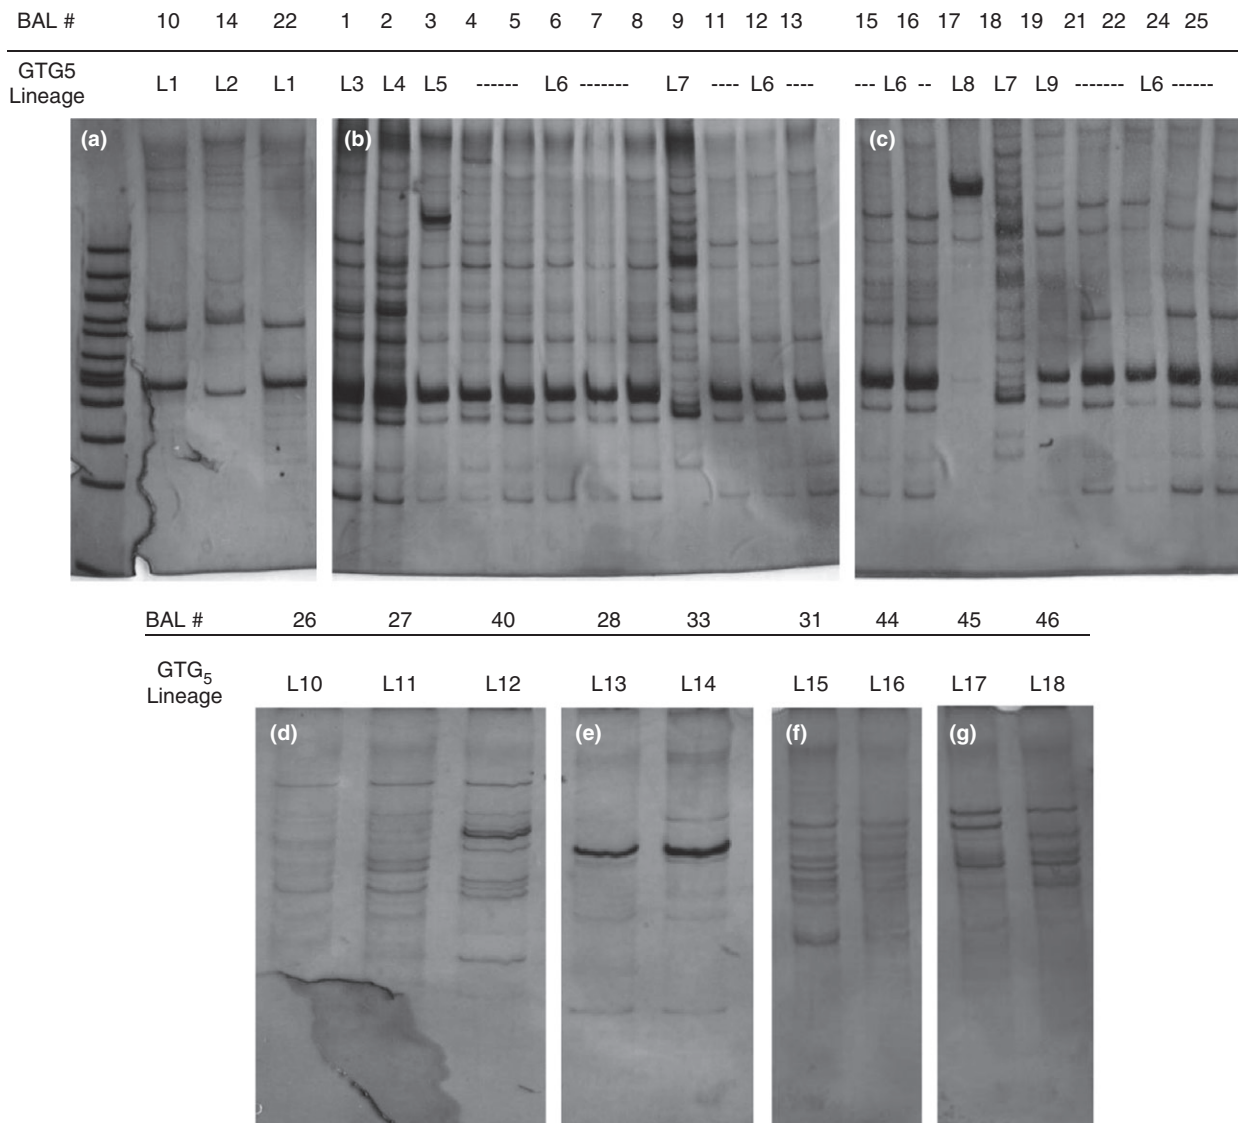 BAL # 10 14 22 1 2 3 4 5 6 7 8 9 11 12 13 15 16 17 18 19 21 22 24 25
GTG5 Lineage L1 L2 L1 L3 L4 L5 ------ L6 ------- L7 ---- L6 ---- --- L6 -- L8 L7 L9 ------- L6 ------
(a) (b) (c)
BAL # 26 27 40 28 33 31 44 45 46
GTG5 Lineage L10 L11 L12 L13 L14 L15 L16 L17 L18
(d) (e) (f) (g)